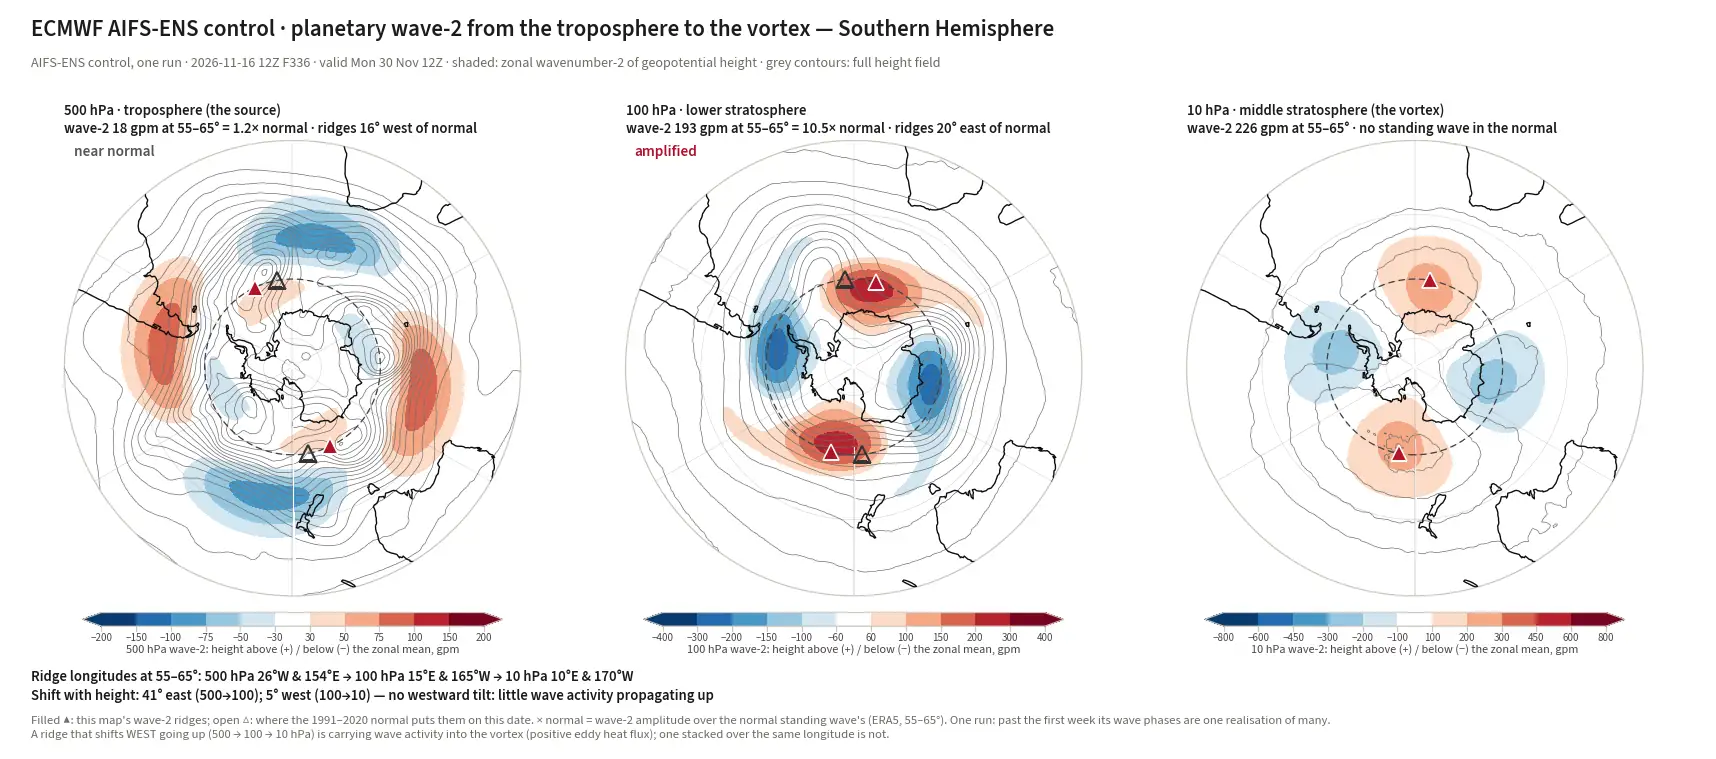 ECMWF AIFS-ENS control · planetary wave-2 from the troposphere to the vortex — Southern Hemisphere
AIFS-ENS control, one run · 2026-11-16 12Z F336 · valid Mon 30 Nov 12Z · shaded: zonal wavenumber-2 of geopotential height · grey contours: full height field
500 hPa · troposphere (the source)
wave-2 18 gpm at 55–65° = 1.2× normal · ridges 16° west of normal
near normal
100 hPa · lower stratosphere
wave-2 193 gpm at 55–65° = 10.5× normal · ridges 20° east of normal
amplified
10 hPa · middle stratosphere (the vortex)
wave-2 226 gpm at 55–65° · no standing wave in the normal
−200 −150 −100 −75 −50 −30 30 50 75 100 150 200
500 hPa wave-2: height above (+) / below (−) the zonal mean, gpm
−400 −300 −200 −150 −100 −60 60 100 150 200 300 400
100 hPa wave-2: height above (+) / below (−) the zonal mean, gpm
−800 −600 −450 −300 −200 −100 100 200 300 450 600 800
10 hPa wave-2: height above (+) / below (−) the zonal mean, gpm
Ridge longitudes at 55–65°: 500 hPa 26°W & 154°E → 100 hPa 15°E & 165°W → 10 hPa 10°E & 170°W
Shift with height: 41° east (500→100); 5° west (100→10) — no westward tilt: little wave activity propagating up
Filled ▲: this map's wave-2 ridges; open △: where the 1991–2020 normal puts them on this date. × normal = wave-2 amplitude over the normal standing wave's (ERA5, 55–65°). One run: past the first week its wave phases are one realisation of many.
A ridge that shifts WEST going up (500 → 100 → 10 hPa) is carrying wave activity into the vortex (positive eddy heat flux); one stacked over the same longitude is not.